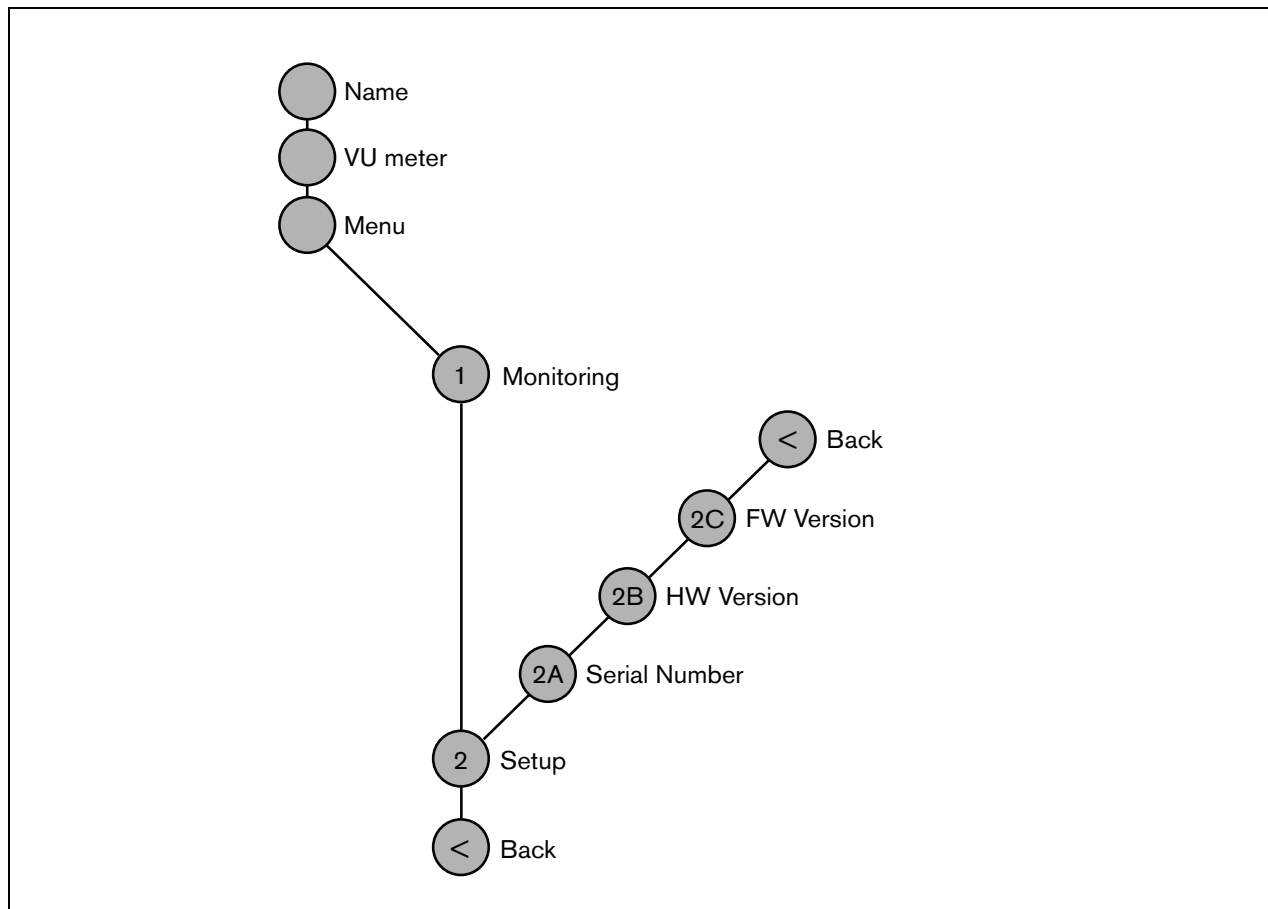 Name
VU meter
Menu
1 Monitoring
< Back
2C FW Version
2B HW Version
2A Serial Number
2 Setup
< Back